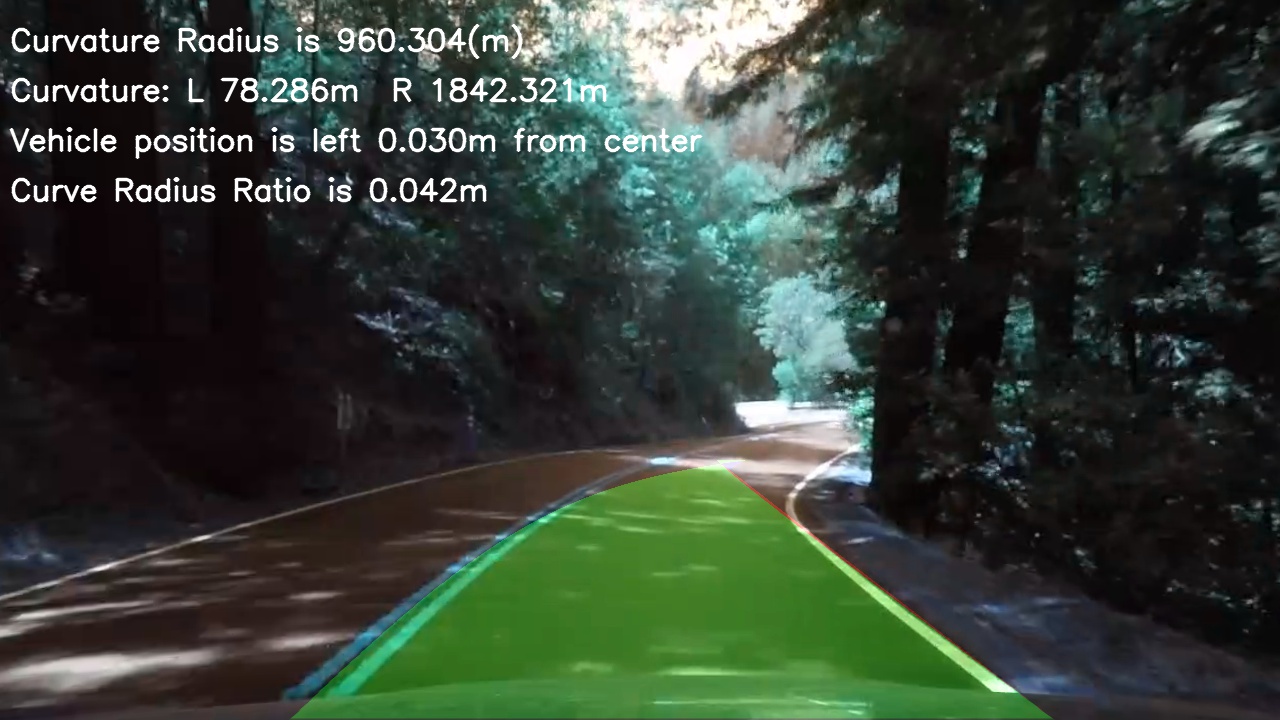 Curvature Radius is 960.304(m)
Curvature: L 78.286m R 1842.321m
Vehicle position is left 0.030m from center
Curve Radius Ratio is 0.042m